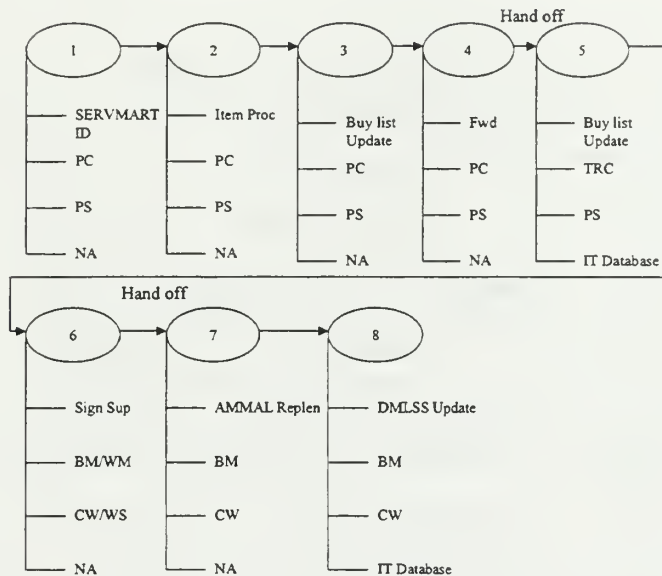 Hand off
1
2
3
4
5
SERVMART
ID
PC
PS
NA
Item Proc
PC
PS
NA
Buy list
Update
PC
PS
NA
Fwd
PC
PS
NA
Buy list
Update
TRC
PS
IT Database
Hand off
6
7
8
Sign Sup
BM/WM
CW/WS
NA
AMMAL Replen
BM
CW
NA
DMLSS Update
BM
CW
IT Database